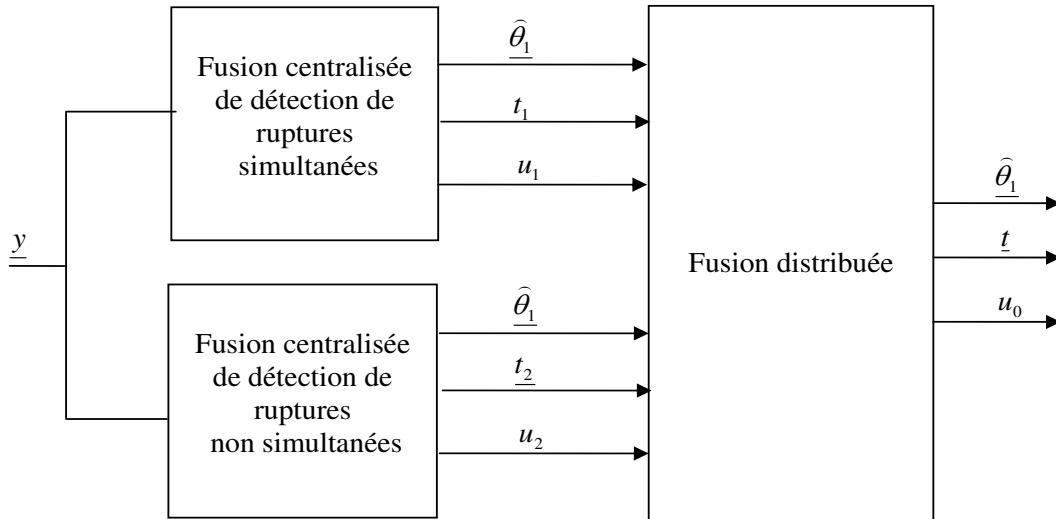 y
Fusion centralisée
de détection de
ruptures
simultanées
θ̂₁
t₁
u₁
Fusion centralisée
de détection de
ruptures
non simultanées
θ̂₁
t₂
u₂
Fusion distribuée
θ̂₁
t
u₀